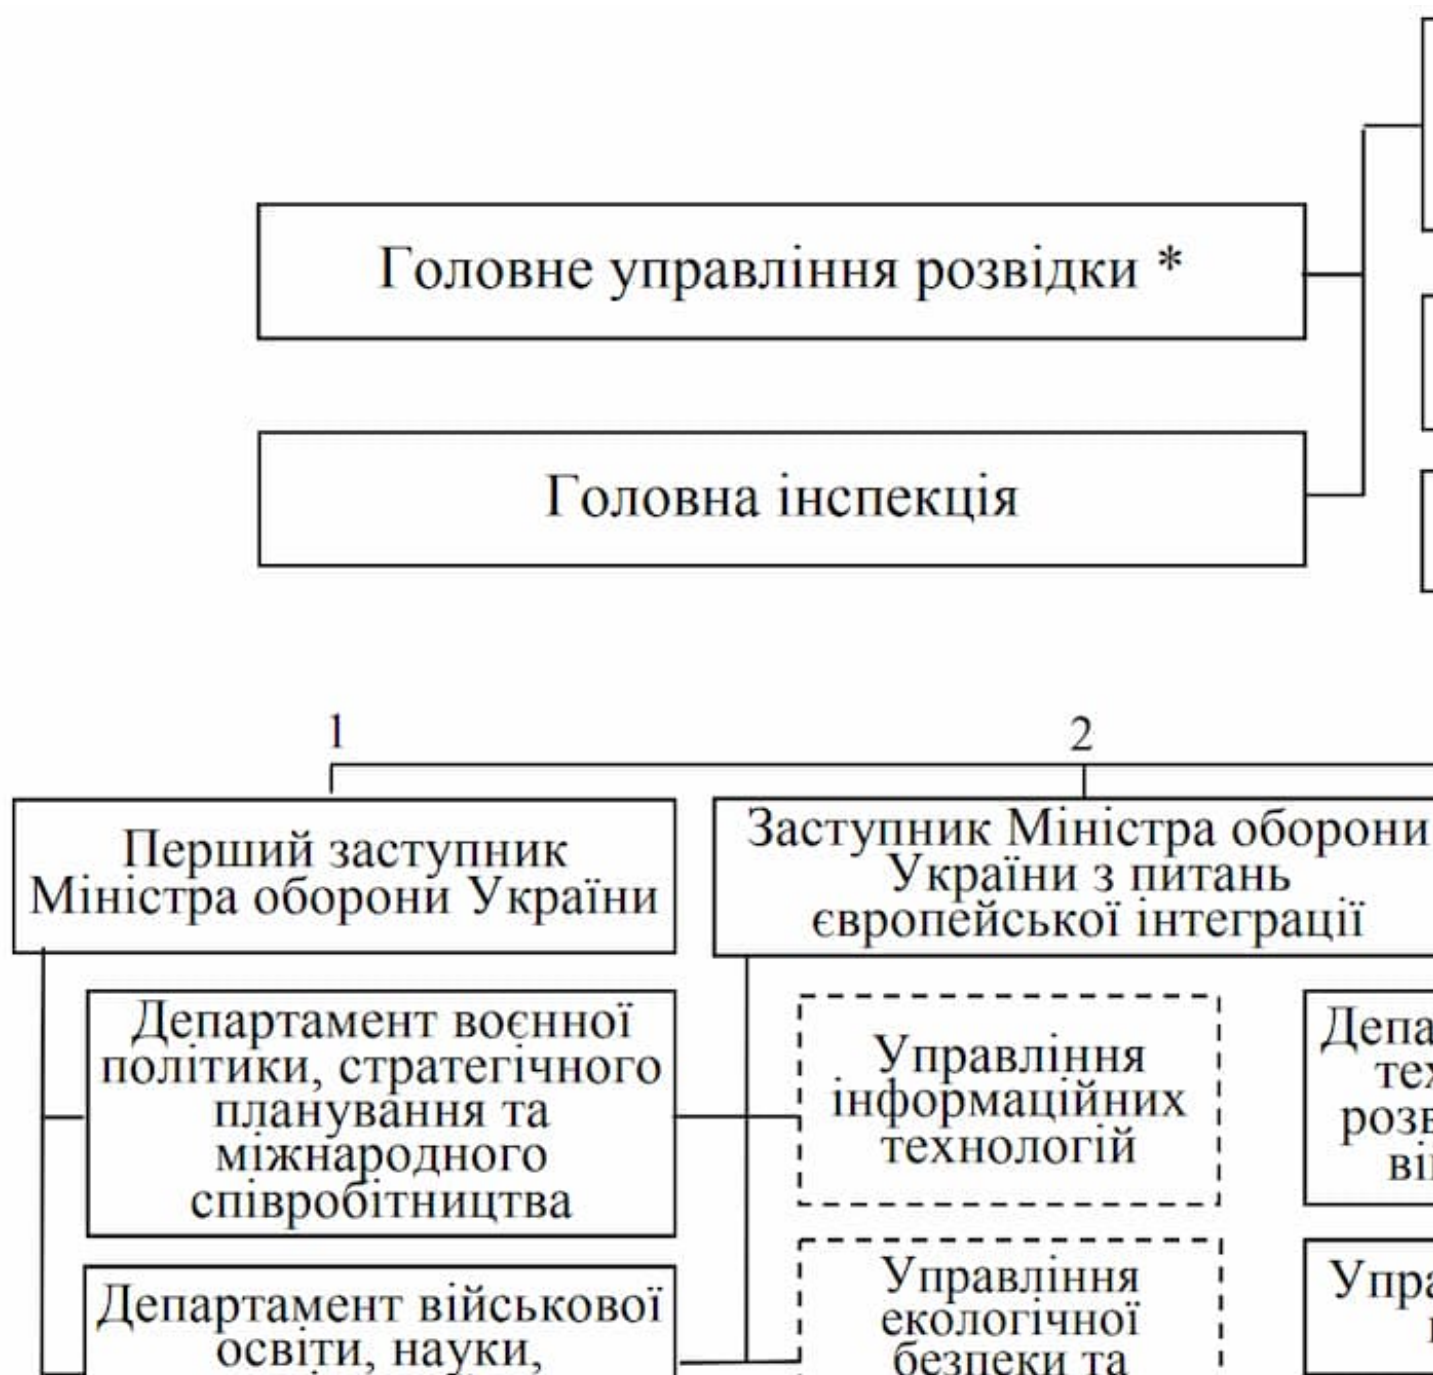 Головне управління розвідки *
Головна інспекція
1
2
Перший заступник
Міністра оборони України
Заступник Міністра оборони
України з питань
європейської інтеграції
Департамент воєнної
політики, стратегічного
планування та
міжнародного
співробітництва
Управління
інформаційних
технологій
Департамент військової
освіти, науки,
Управління
екологічної
безпеки та